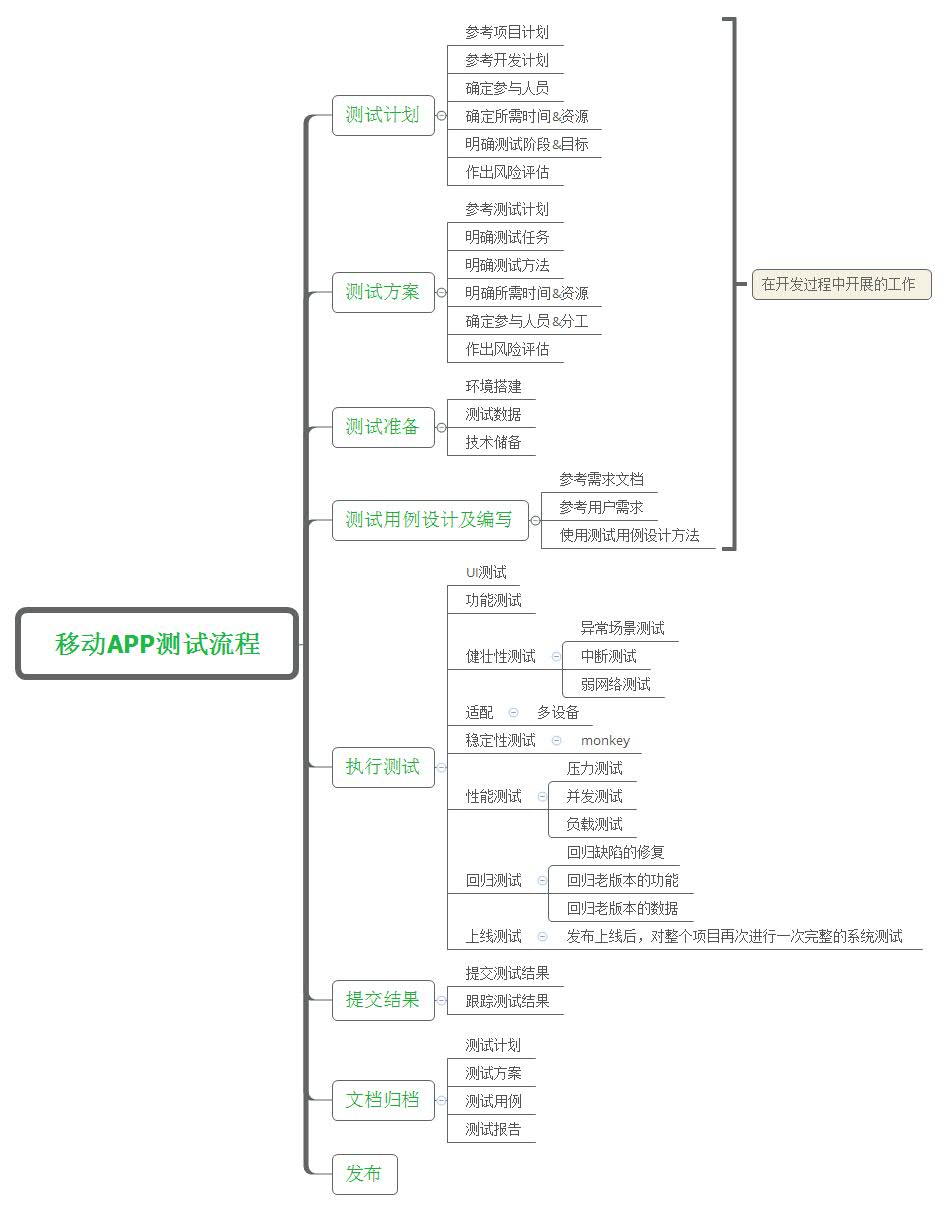 移动APP测试流程
测试计划
参考项目计划
参考开发计划
确定参与人员
确定所需时间&资源
明确测试阶段&目标
作出风险评估
测试方案
参考测试计划
明确测试任务
明确测试方法
明确所需时间&资源
确定参与人员&分工
作出风险评估
测试准备
环境搭建
测试数据
技术储备
测试用例设计及编写
参考需求文档
参考用户需求
使用测试用例设计方法
在开发过程中开展的工作
执行测试
UI测试
功能测试
健壮性测试
异常场景测试
中断测试
弱网络测试
适配
多设备
稳定性测试
monkey
性能测试
压力测试
并发测试
负载测试
回归测试
回归缺陷的修复
回归老版本的功能
回归老版本的数据
上线测试
发布上线后，对整个项目再次进行一次完整的系统测试
提交结果
提交测试结果
跟踪测试结果
文档归档
测试计划
测试方案
测试用例
测试报告
发布